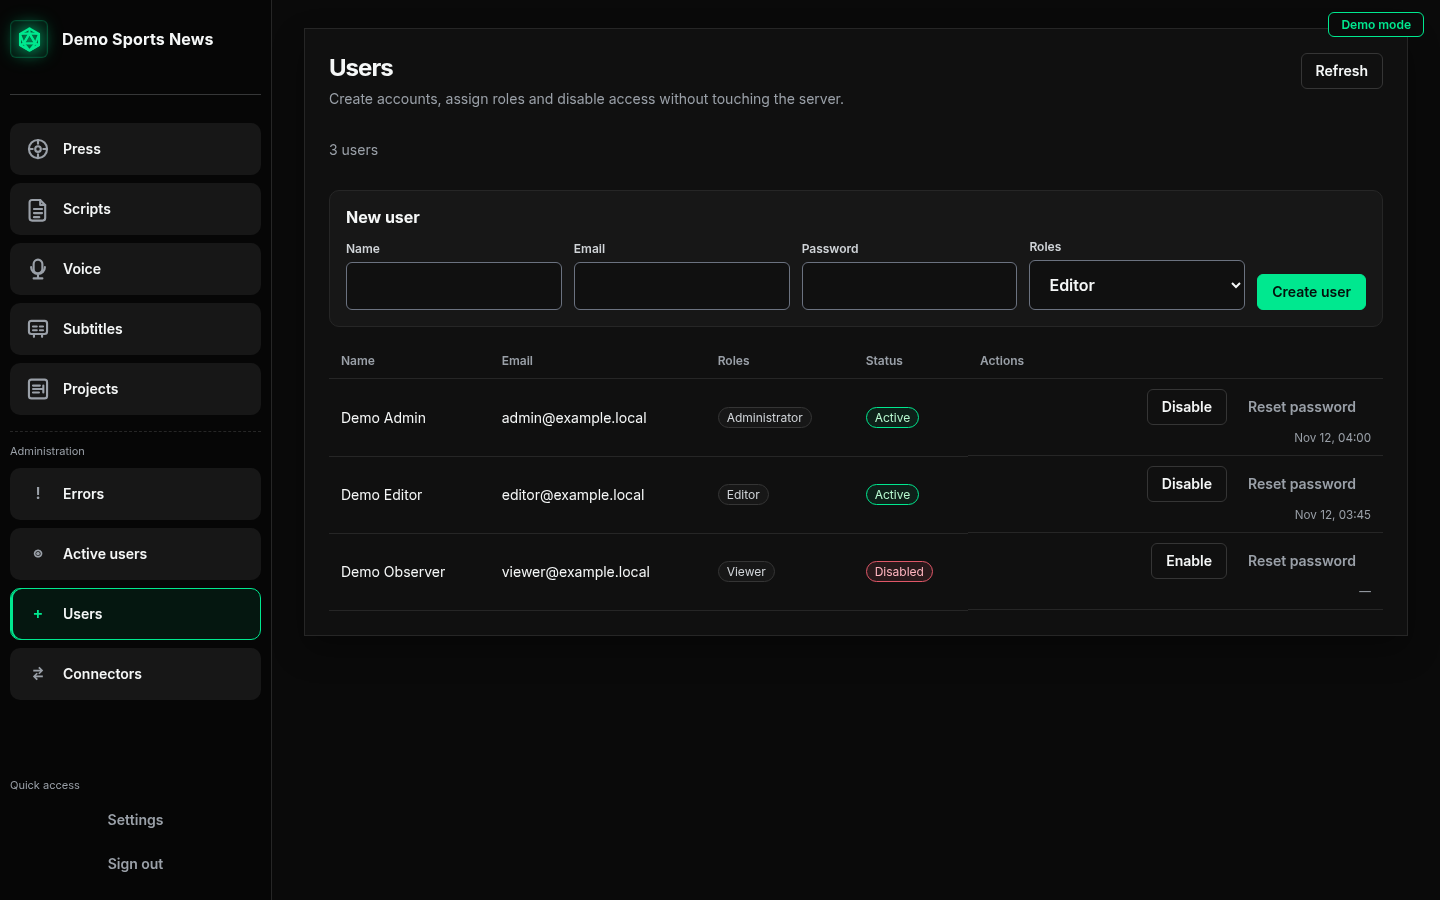 Demo Sports News
Demo mode
Press
Scripts
Voice
Subtitles
Projects
Administration
! Errors
Active users
+ Users
Connectors
Quick access
Settings
Sign out
Users
Refresh
Create accounts, assign roles and disable access without touching the server.
3 users
New user
Name Email Password Roles
Editor Create user
Name Email Roles Status Actions
Demo Admin admin@example.local Administrator Active Disable Reset password
Nov 12, 04:00
Demo Editor editor@example.local Editor Active Disable Reset password
Nov 12, 03:45
Demo Observer viewer@example.local Viewer Disabled Enable Reset password
—